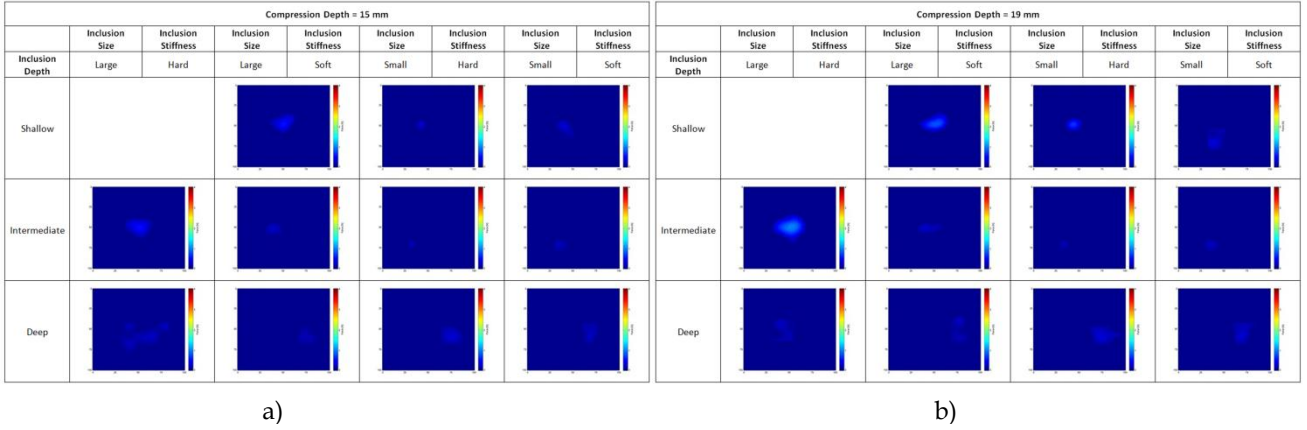 Compression Depth = 15 mm
Inclusion Size Inclusion Stiffness Inclusion Size Inclusion Stiffness Inclusion Size Inclusion Stiffness Inclusion Size Inclusion Stiffness
Inclusion Depth Large Hard Large Soft Small Hard Small Soft
Shallow
Intermediate
Deep
a)
Compression Depth = 19 mm
Inclusion Size Inclusion Stiffness Inclusion Size Inclusion Stiffness Inclusion Size Inclusion Stiffness Inclusion Size Inclusion Stiffness
Inclusion Depth Large Hard Large Soft Small Hard Small Soft
Shallow
Intermediate
Deep
b)